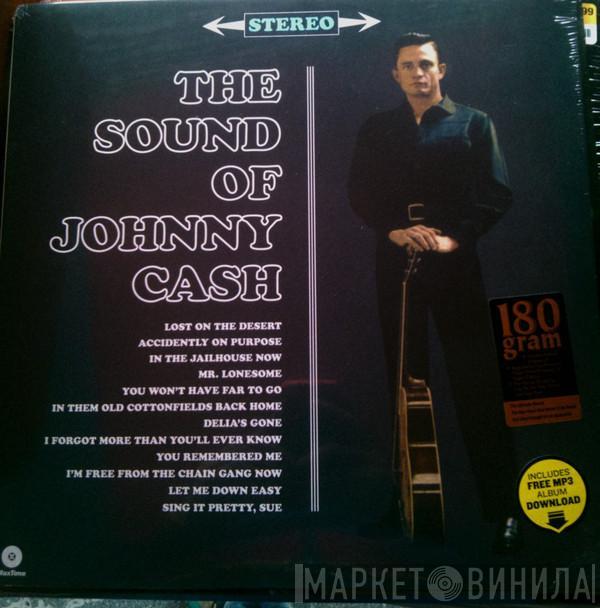 STEREO
THE
SOUND
OF
JOHNNY
CASH
LOST ON THE DESERT
ACCIDENTLY ON PURPOSE
IN THE JAILHOUSE NOW
MR. LONESOME
YOU WON'T HAVE FAR TO GO
IN THEM OLD COTTONFIELDS BACK HOME
DELIA'S GONE
I FORGOT MORE THAN YOU'LL EVER KNOW
YOU REMEMBERED ME
I'M FREE FROM THE CHAIN GANG NOW
LET ME DOWN EASY
SING IT PRETTY, SUE
99
180
gram
INCLUDES
FREE MP3
ALBUM
DOWNLOAD
WaxTime
МАРКЕТ ВИНИЛА